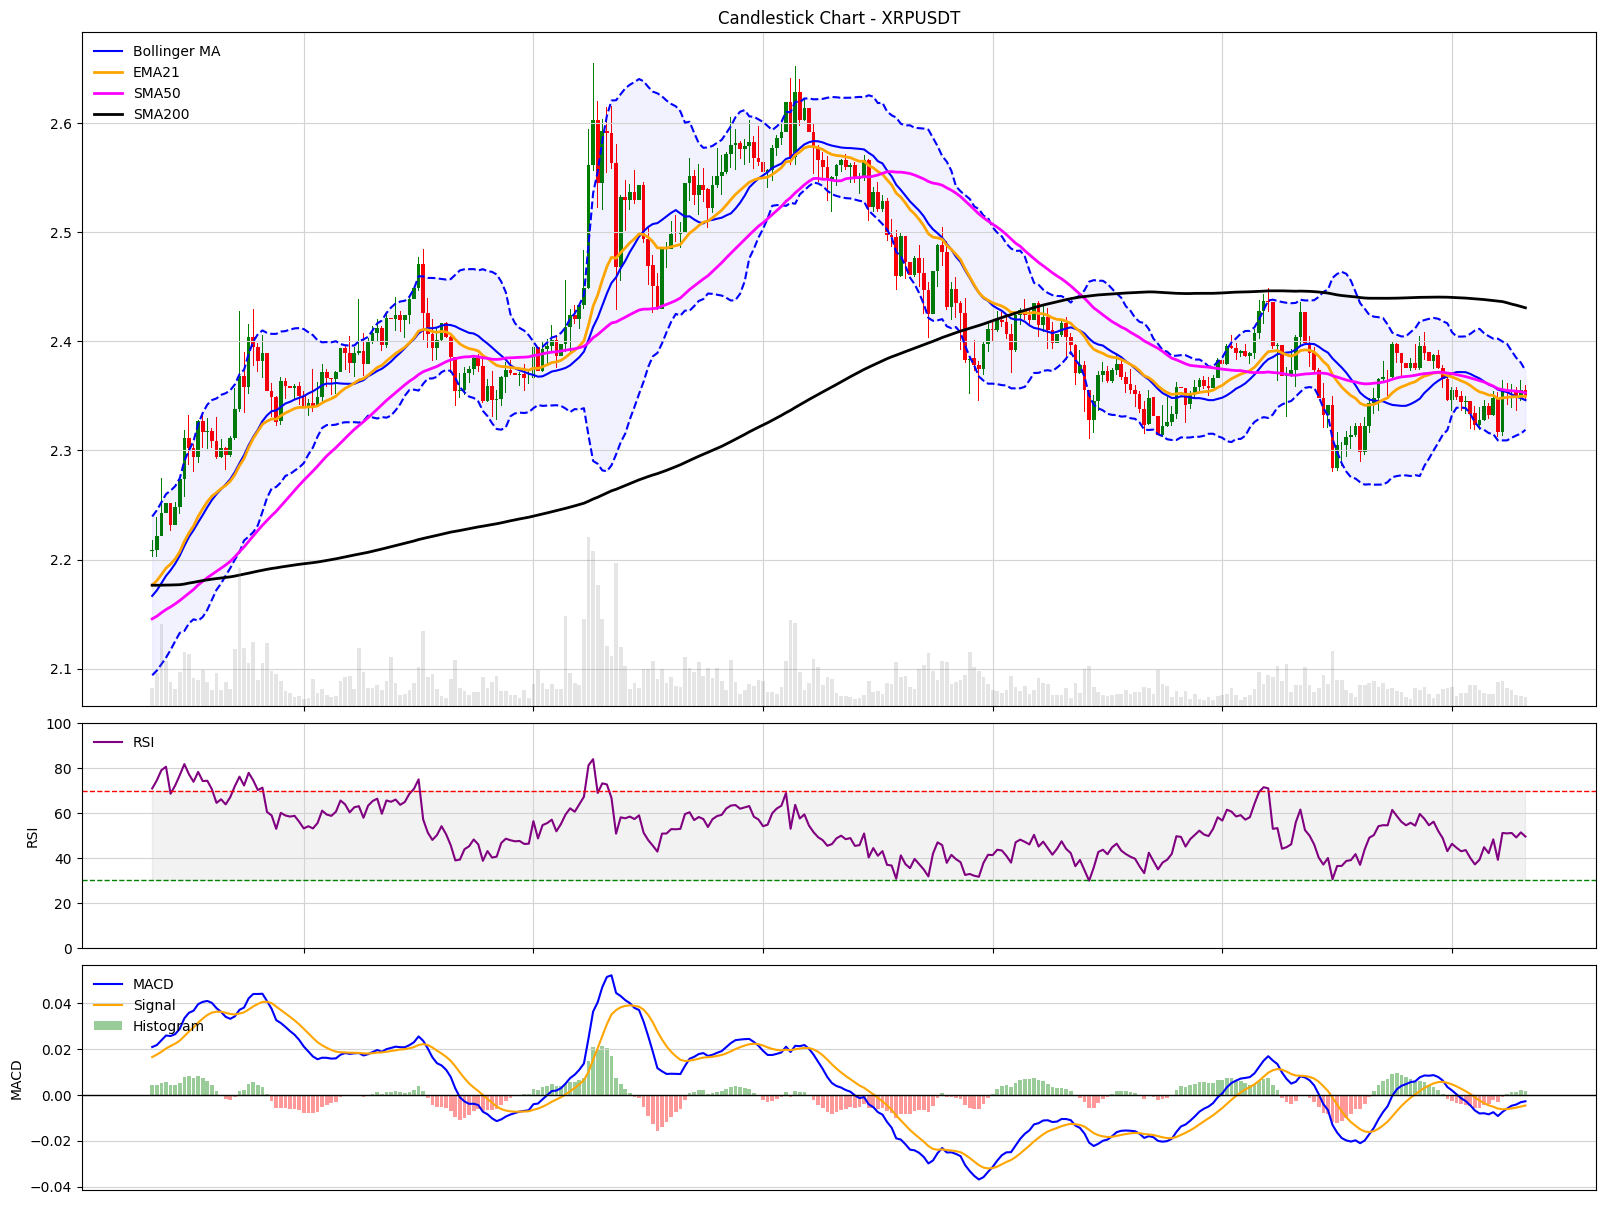 Candlestick Chart - XRPUSDT
Bollinger MA
EMA21
SMA50
SMA200
2.6
2.5
2.4
2.3
2.2
2.1
100
80
60
40
20
0
RSI
RSI
0.04
0.02
0.00
−0.02
−0.04
MACD
MACD
Signal
Histogram